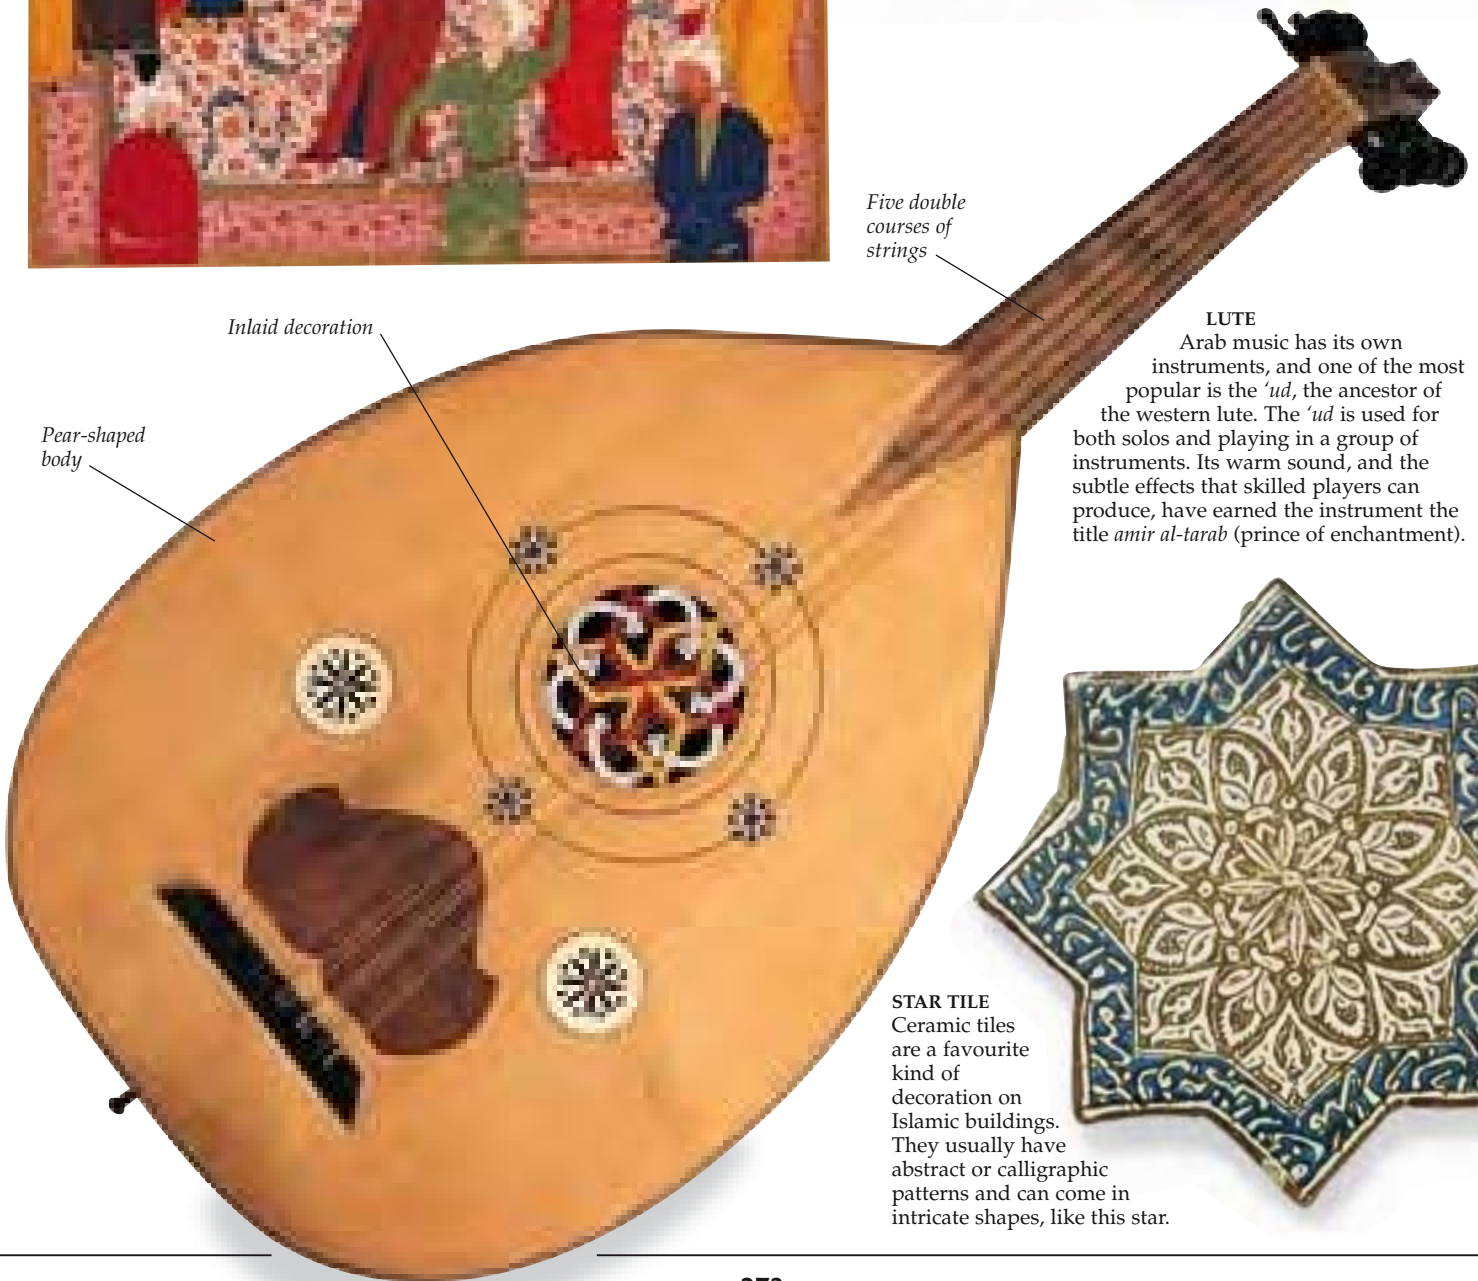 Five double
courses of
strings
Inlaid decoration
Pear-shaped
body
LUTE
Arab music has its own
instruments, and one of the most
popular is the ‘ud, the ancestor of
the western lute. The ‘ud is used for
both solos and playing in a group of
instruments. Its warm sound, and the
subtle effects that skilled players can
produce, have earned the instrument the
title amir al-tarab (prince of enchantment).
STAR TILE
Ceramic tiles
are a favourite
kind of
decoration on
Islamic buildings.
They usually have
abstract or calligraphic
patterns and can come in
intricate shapes, like this star.